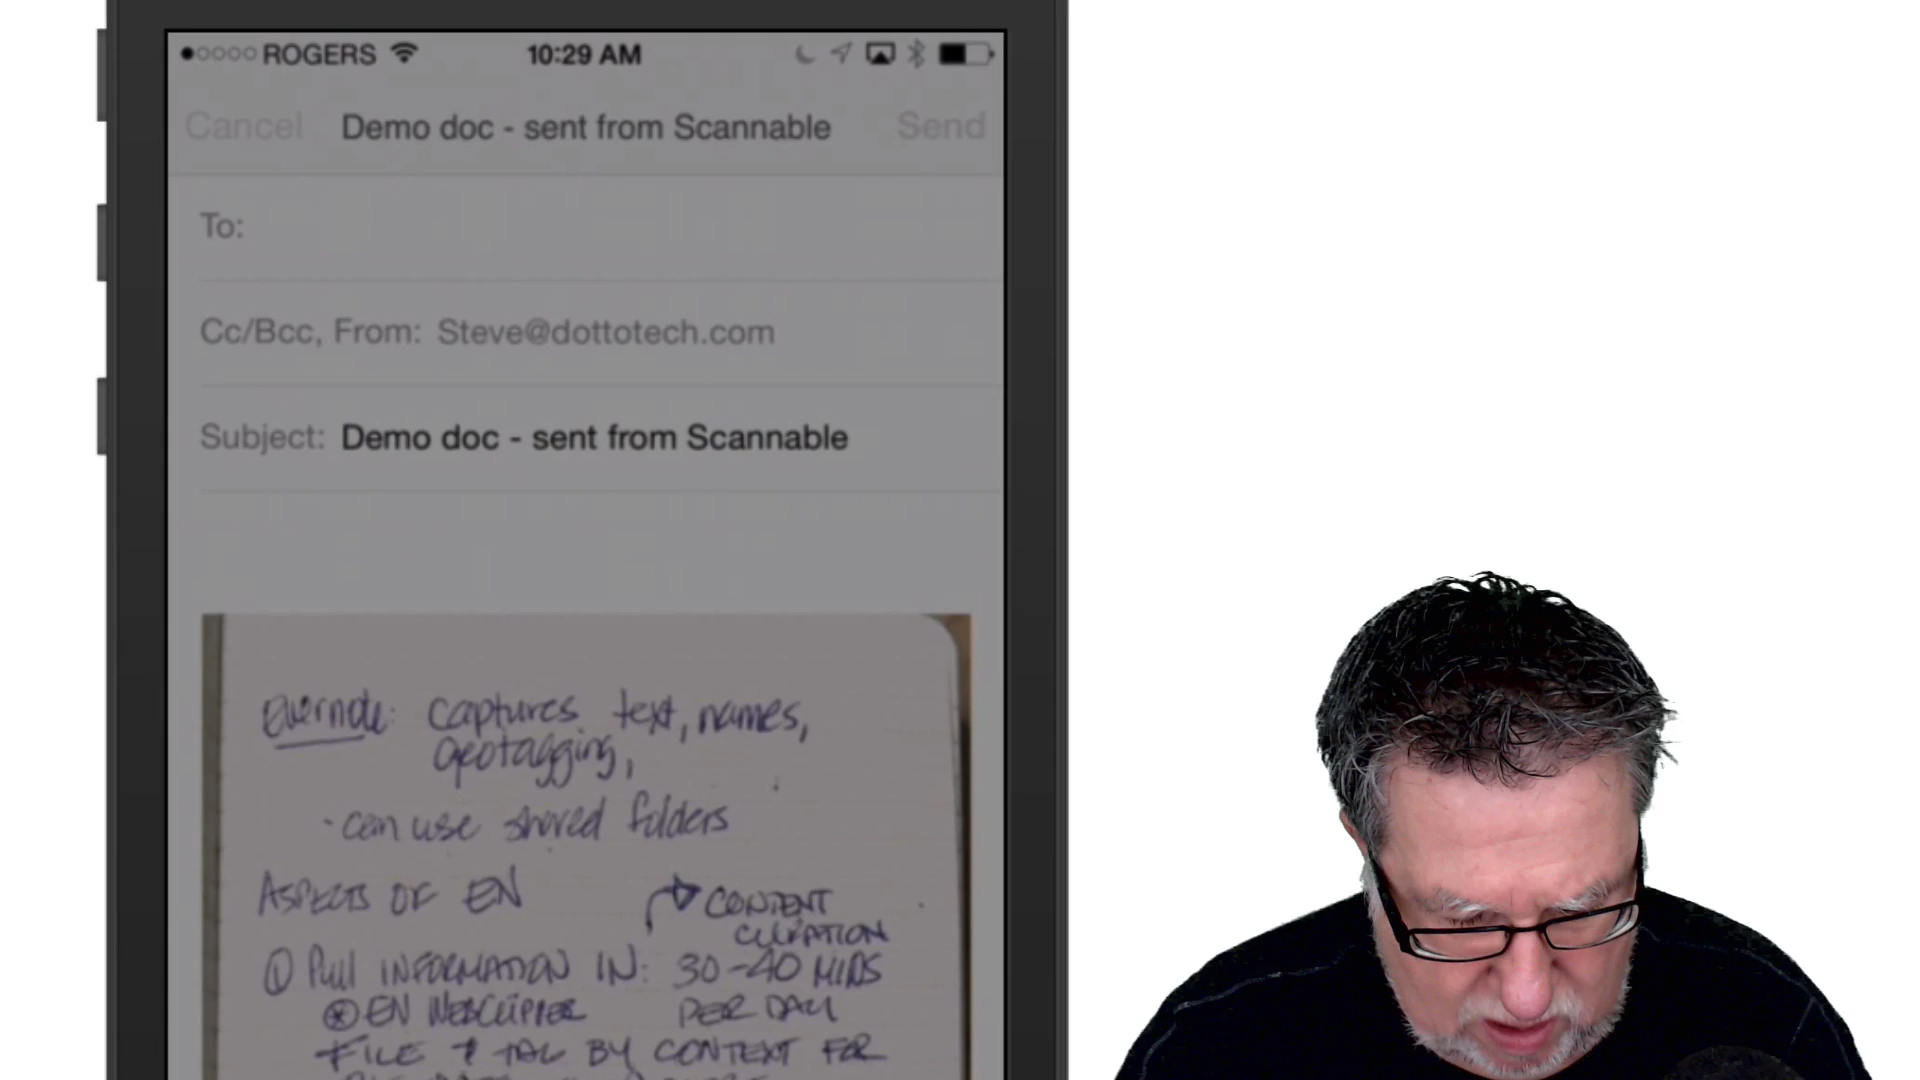 ROGERS 10:29 AM
Cancel Demo doc - sent from Scannable Send
To:
Cc/Bcc, From: Steve@dottotech.com
Subject: Demo doc - sent from Scannable
Evernote: captures text, names,
geotagging,
- can use shared folders
ASPECTS OF EN
CONTENT
CURATION
① Pull INFORMATION IN: 30-40 MINS
EN WEBCLIPPER PER DAY
FILE & TAG BY CONTEXT FOR